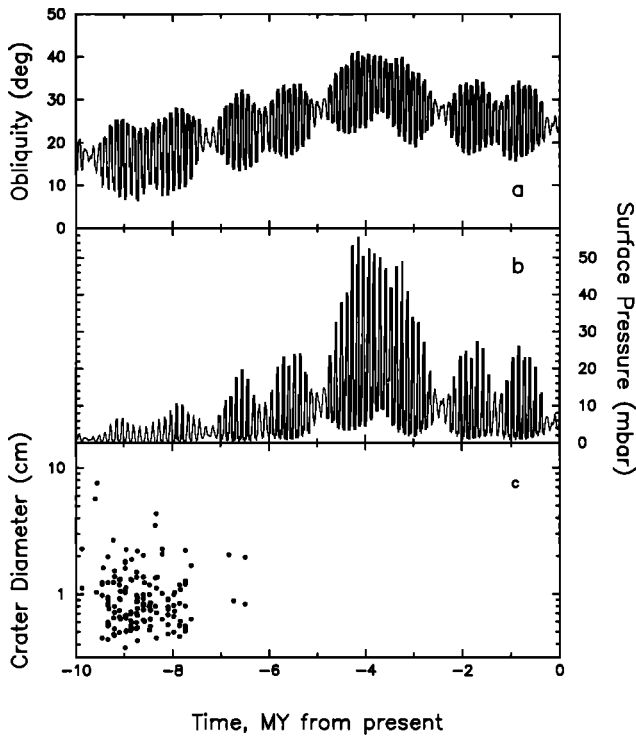 50
40
30
20
10
0
Obliquity (deg)
a
b
50
40
30
20
10
0
Surface Pressure (mbar)
c
10
1
Crater Diameter (cm)
-10
-8
-6
-4
-2
0
Time, MY from present